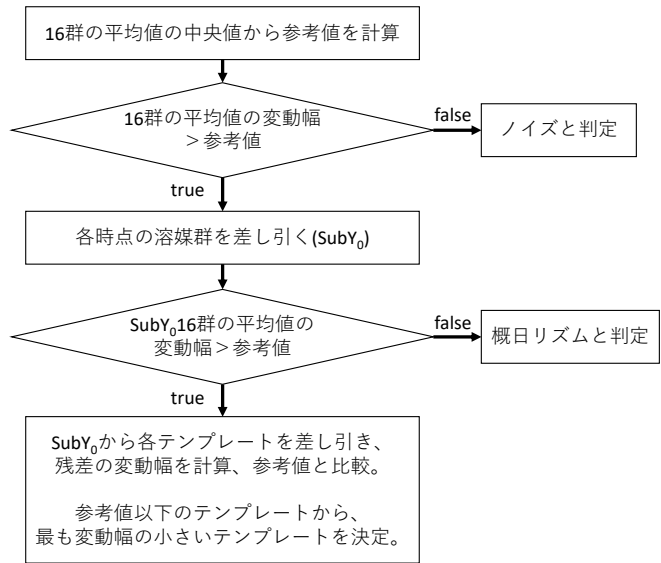 16群の平均値の中央値から参考値を計算
16群の平均値の変動幅
＞参考値
false
ノイズと判定
true
各時点の溶媒群を差し引く(SubY₀)
SubY₀16群の平均値の
変動幅＞参考値
false
概日リズムと判定
true
SubY₀から各テンプレートを差し引き、
残差の変動幅を計算、参考値と比較。
参考値以下のテンプレートから、
最も変動幅の小さいテンプレートを決定。